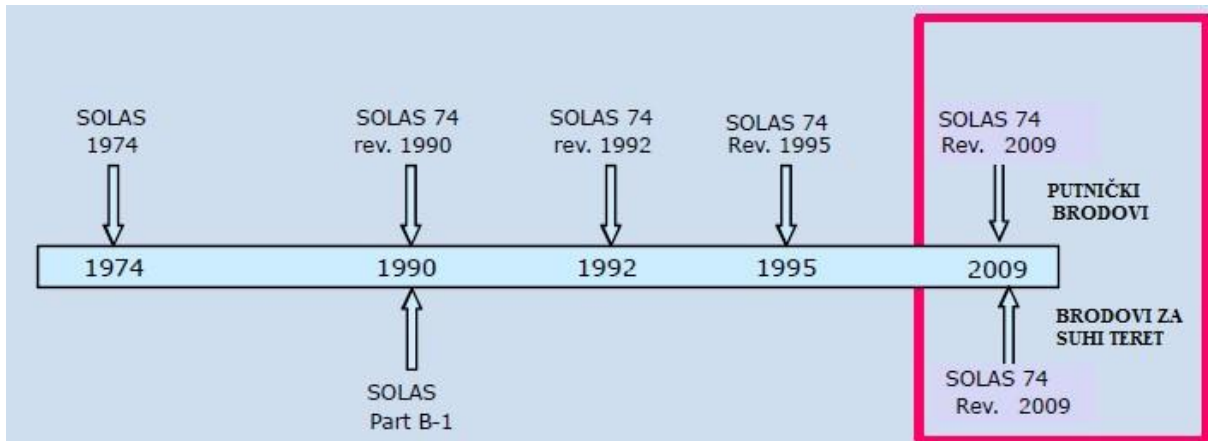 SOLAS
1974
SOLAS 74
rev. 1990
SOLAS 74
rev. 1992
SOLAS 74
Rev. 1995
SOLAS 74
Rev. 2009
PUTNIČKI
BRODOVI
1974
1990
1992
1995
2009
BRODOVI ZA
SUHI TERET
SOLAS
Part B-1
SOLAS 74
Rev. 2009